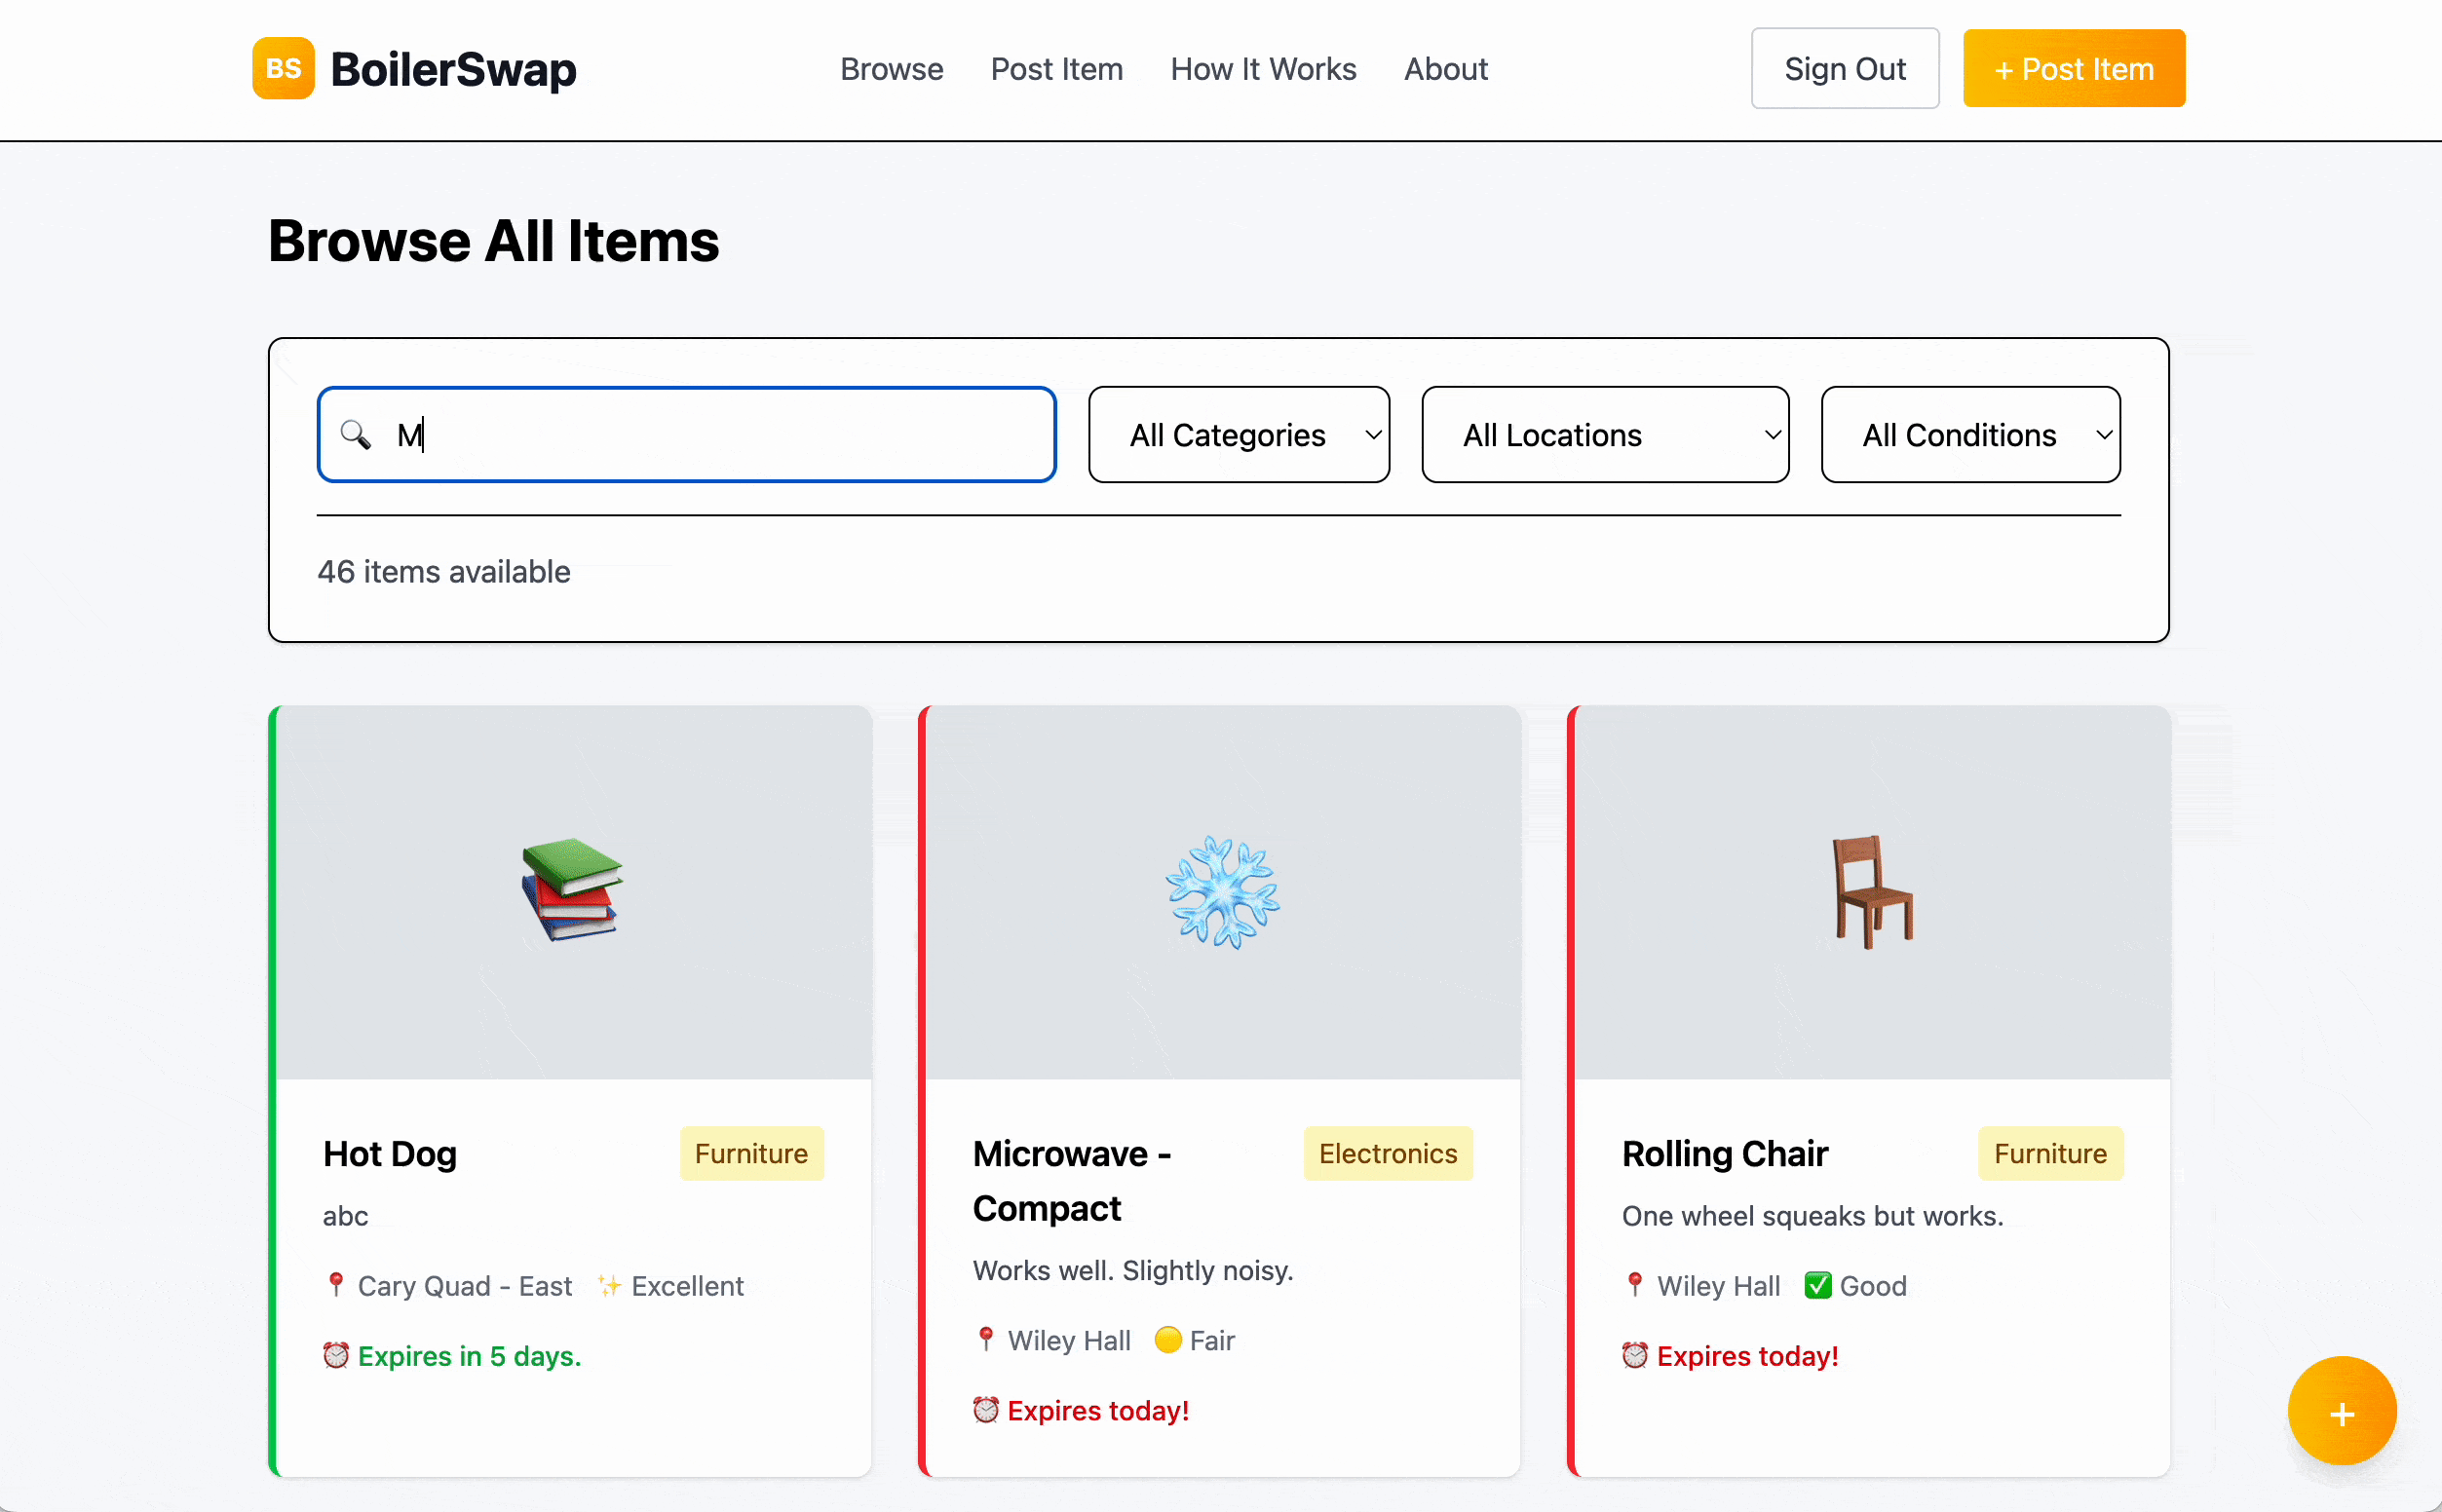 BS BoilerSwap Browse Post Item How It Works About Sign Out + Post Item
Browse All Items
M All Categories All Locations All Conditions
46 items available
Hot Dog Furniture
abc
Cary Quad - East Excellent
Expires in 5 days.
Microwave - Electronics
Compact
Works well. Slightly noisy.
Wiley Hall Fair
Expires today!
Rolling Chair Furniture
One wheel squeaks but works.
Wiley Hall Good
Expires today!
+